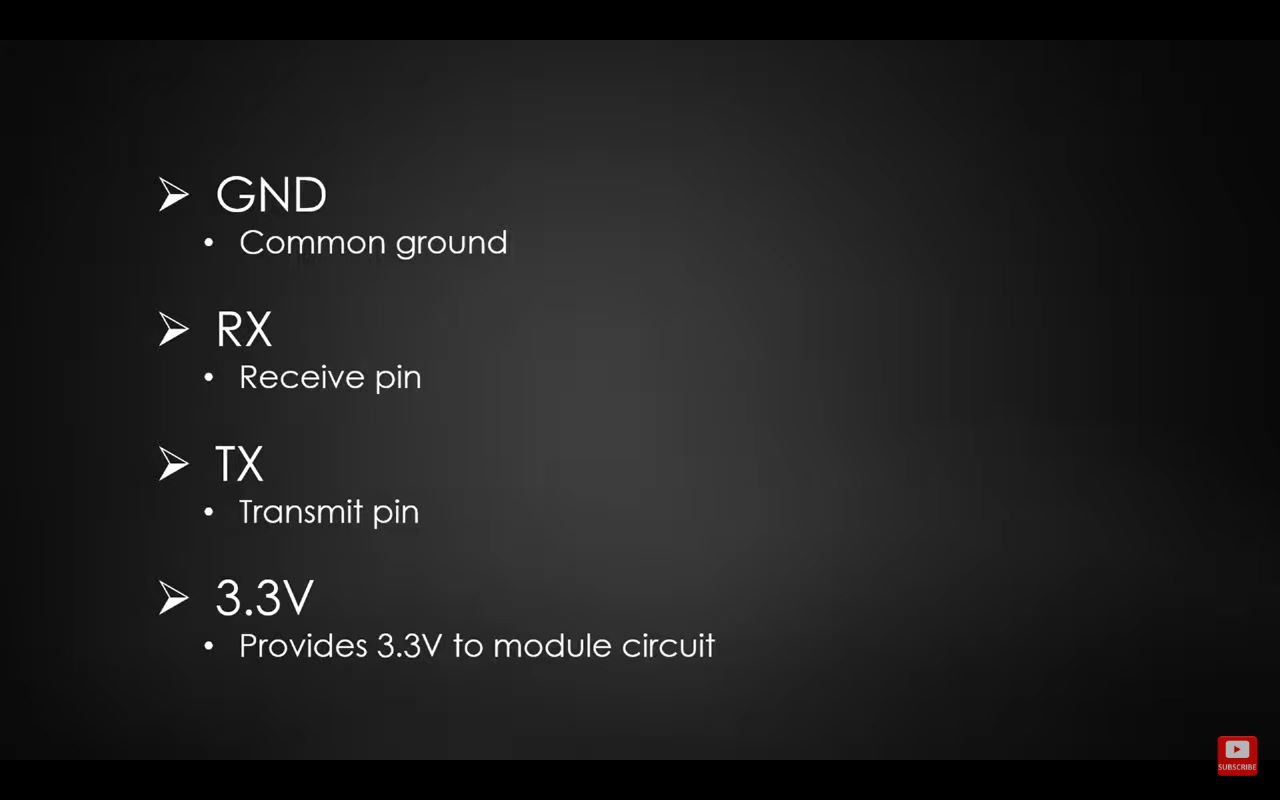 GND
Common ground
RX
Receive pin
TX
Transmit pin
3.3V
Provides 3.3V to module circuit
SUBSCRIBE